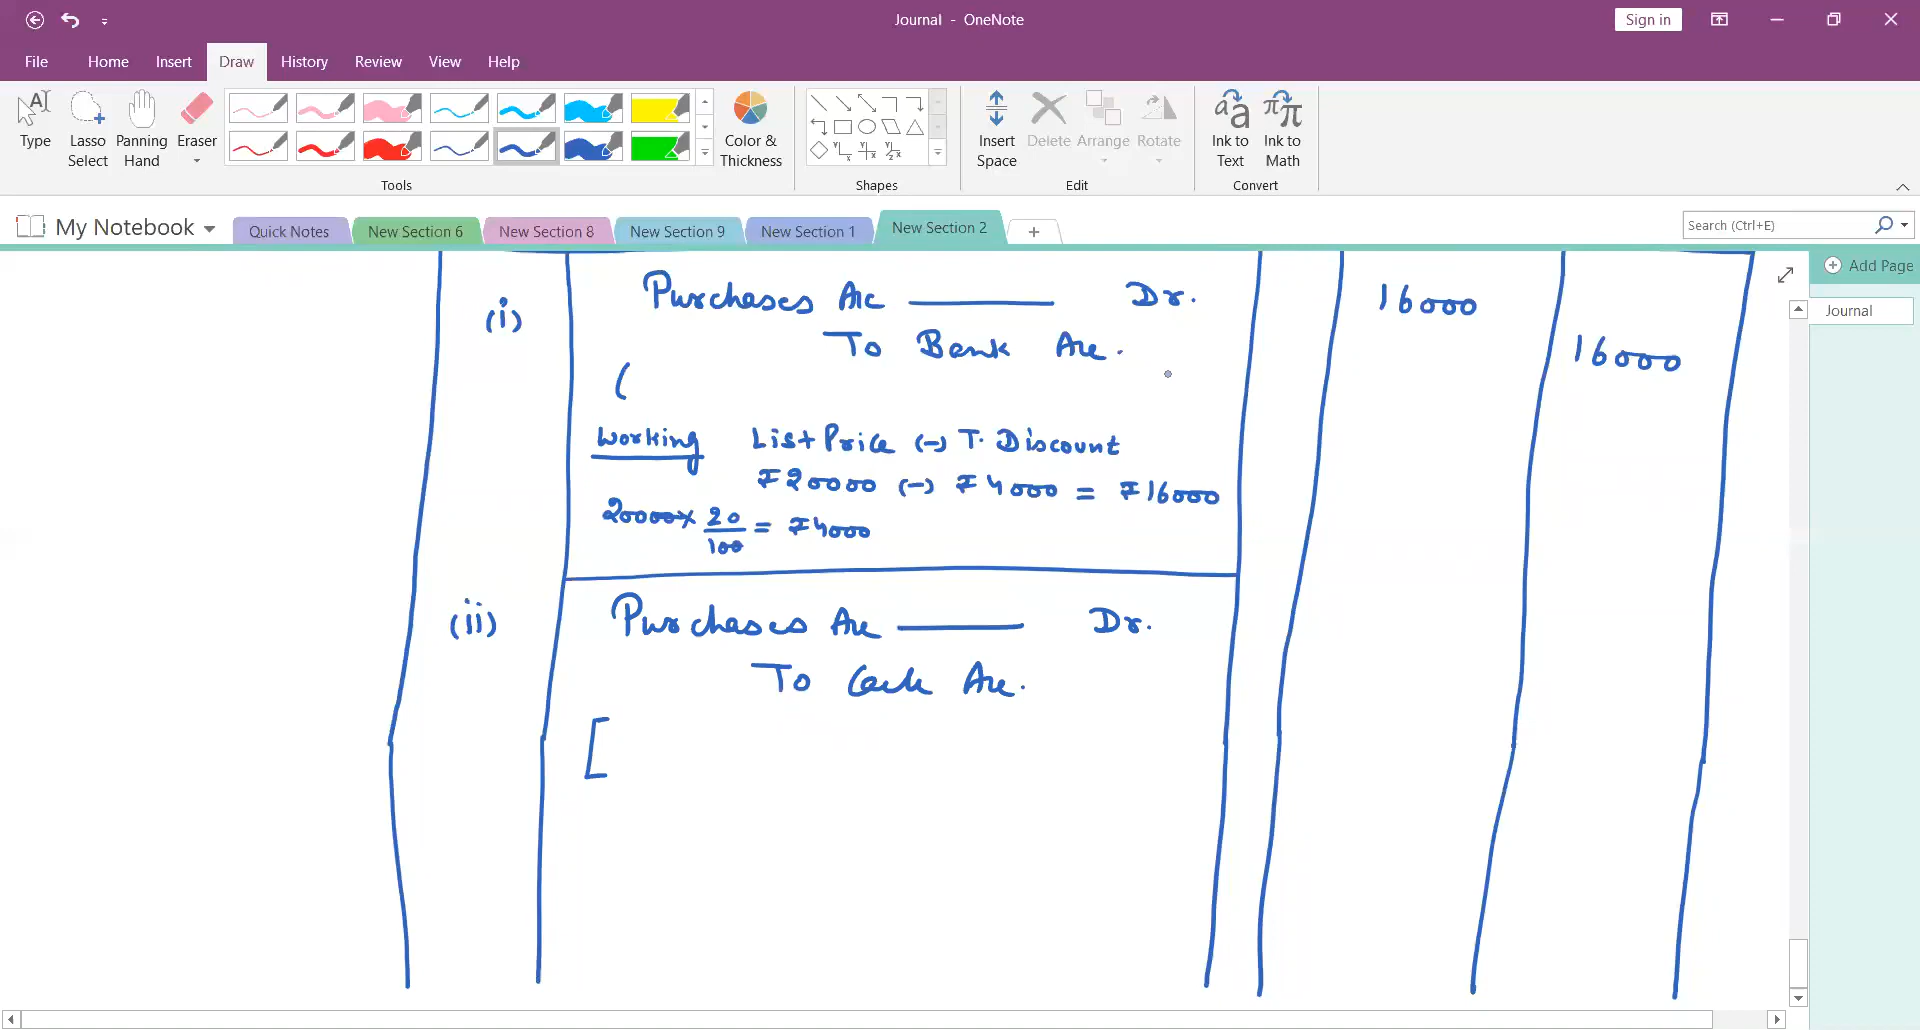 Journal - OneNote
Sign in
File Home Insert Draw History Review View Help
Type
Lasso Select
Panning Hand
Eraser
Color & Thickness
Insert Space
Delete
Arrange
Rotate
Ink to Text
Ink to Math
Tools
Shapes
Edit
Convert
My Notebook
Quick Notes
New Section 6
New Section 8
New Section 9
New Section 1
New Section 2
+
Search (Ctrl+E)
Add Page
Journal
(i) Purchases A/c Dr. 16000
To Bank A/c. 16000
(
Working List Price (-) T. Discount
₹20000 (-) ₹4000 = ₹16000
20000 × 20/100 = ₹4000
(ii) Purchases A/c Dr.
To Cash A/c.
[